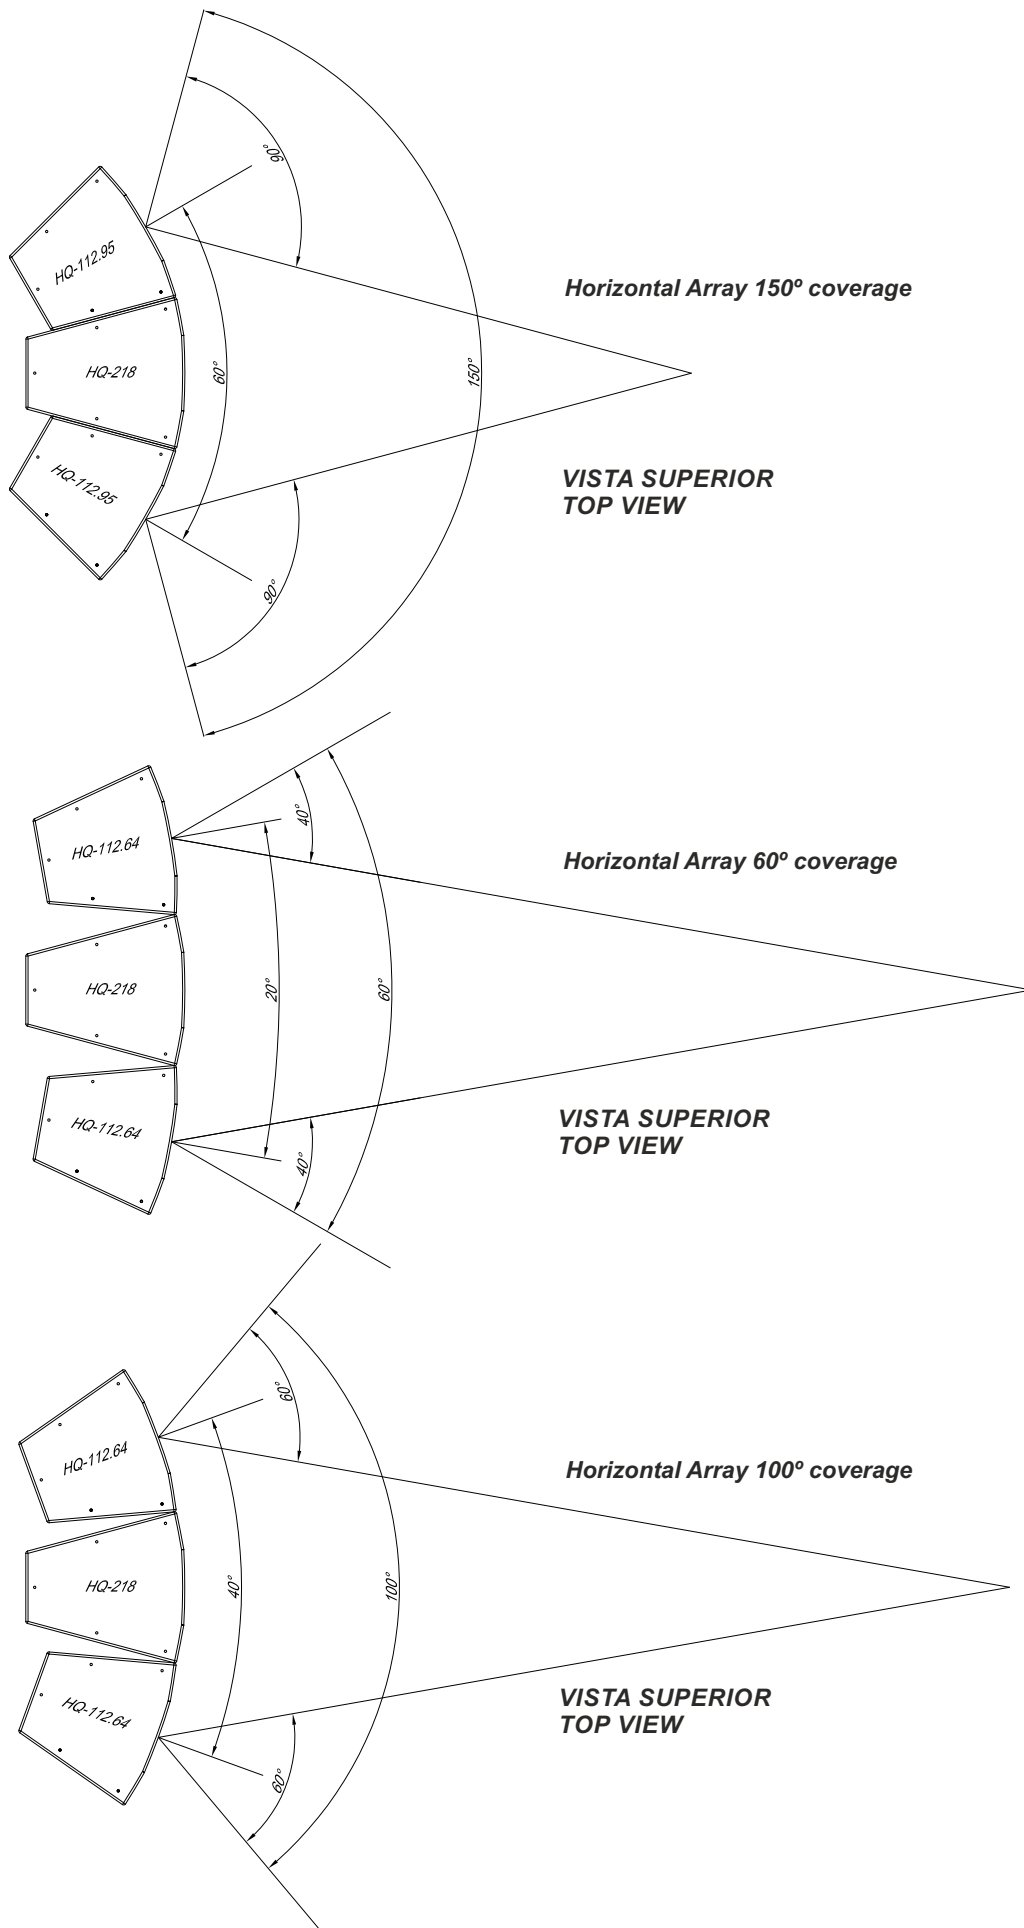 90°
HQ-112.95
Horizontal Array 150º coverage
HQ-218
60°
150°
HQ-112.95
VISTA SUPERIOR
TOP VIEW
90°
40°
HQ-112.64
Horizontal Array 60º coverage
HQ-218
20°
60°
HQ-112.64
VISTA SUPERIOR
TOP VIEW
40°
60°
HQ-112.64
Horizontal Array 100º coverage
HQ-218
40°
100°
HQ-112.64
VISTA SUPERIOR
TOP VIEW
60°